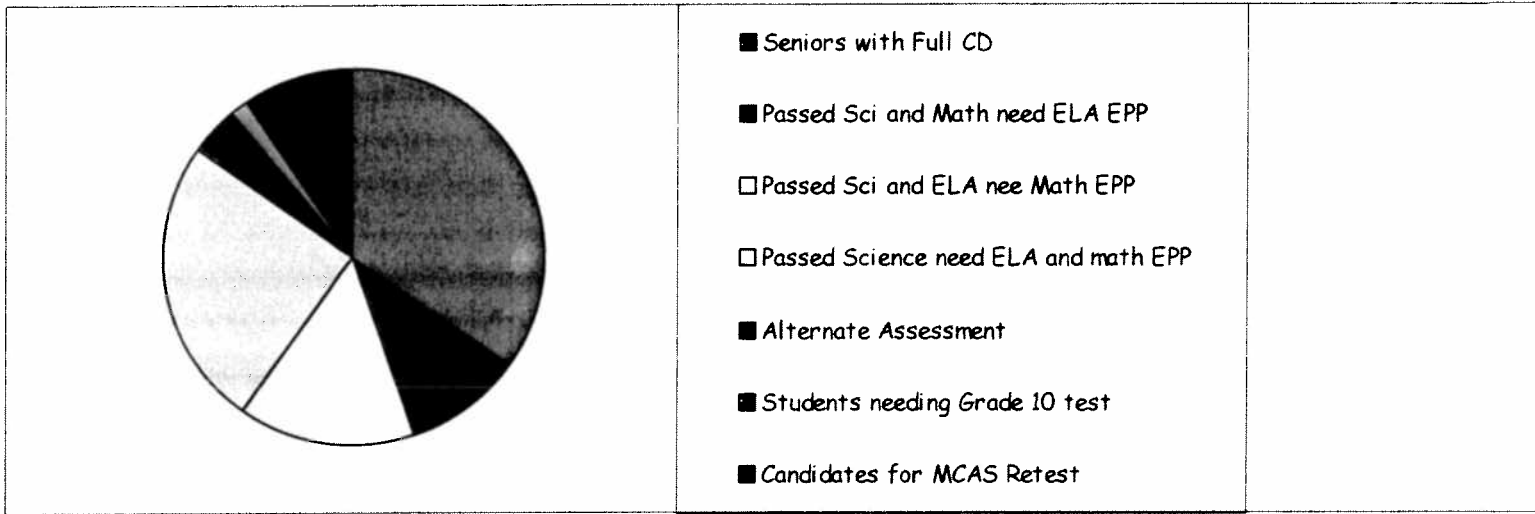 Seniors with Full CD
Passed Sci and Math need ELA EPP
Passed Sci and ELA nee Math EPP
Passed Science need ELA and math EPP
Alternate Assessment
Students needing Grade 10 test
Candidates for MCAS Retest